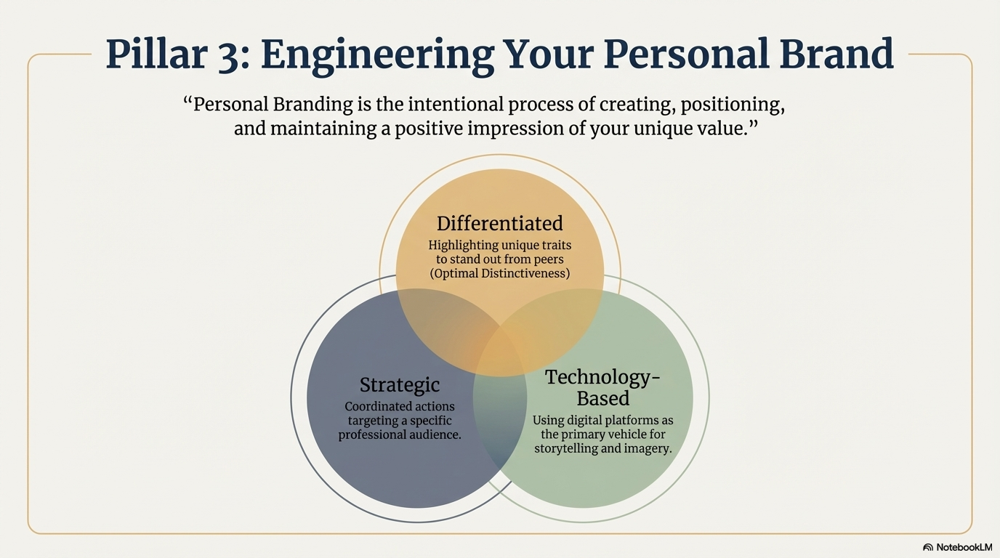 Pillar 3: Engineering Your Personal Brand
“Personal Branding is the intentional process of creating, positioning,
and maintaining a positive impression of your unique value.”
Differentiated
Highlighting unique traits
to stand out from peers
(Optimal Distinctiveness)
Strategic
Coordinated actions
targeting a specific
professional audience.
Technology-
Based
Using digital platforms as
the primary vehicle for
storytelling and imagery.
NotebookLM